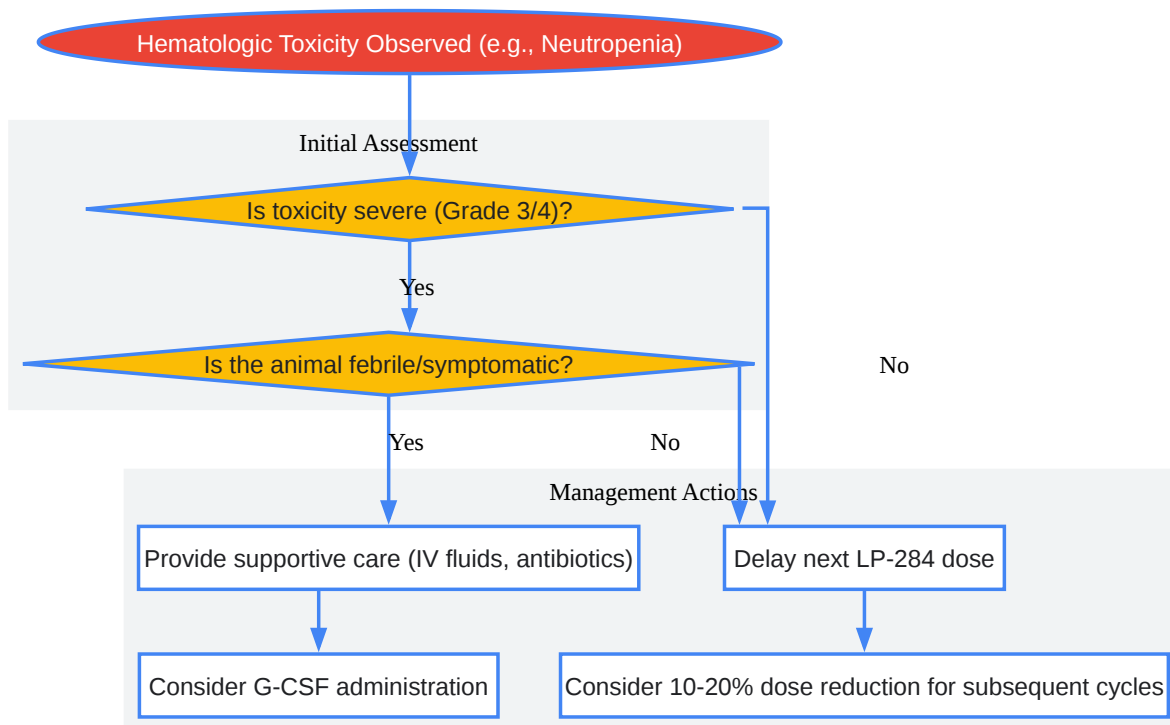 Hematologic Toxicity Observed (e.g., Neutropenia)
Initial Assessment
Is toxicity severe (Grade 3/4)?
Yes
Is the animal febrile/symptomatic?
No
Yes
No
Management Actions
Provide supportive care (IV fluids, antibiotics)
Delay next LP-284 dose
Consider G-CSF administration
Consider 10-20% dose reduction for subsequent cycles